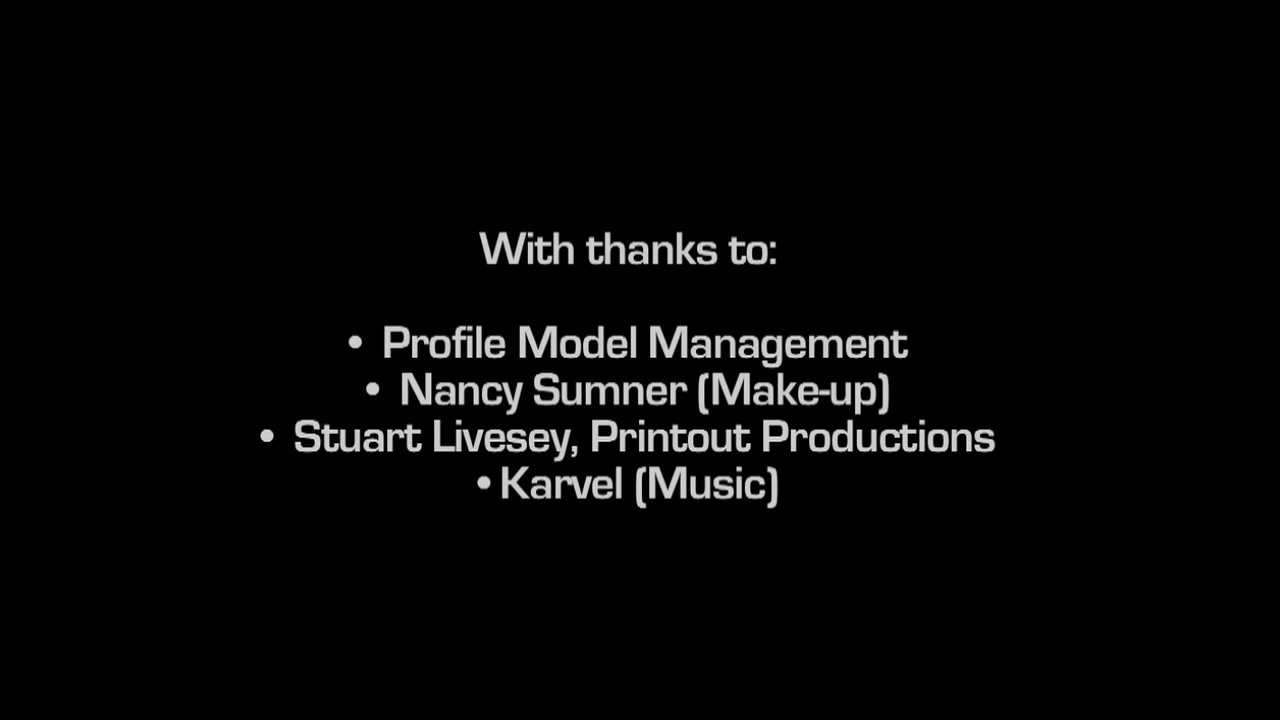 With thanks to:
• Profile Model Management
• Nancy Sumner (Make-up)
• Stuart Livesey, Printout Productions
• Karvel (Music)